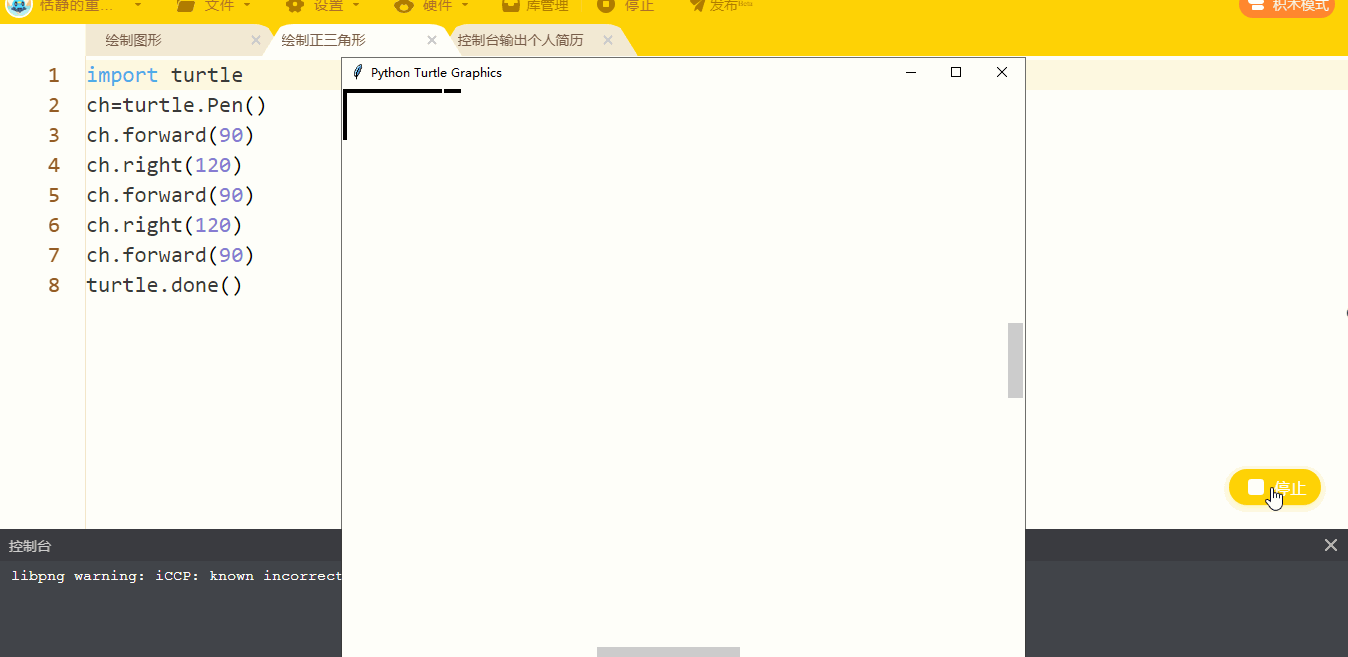 恬静的重... 文件 设置 硬件 库管理 停止 发布Beta 积木模式
绘制图形 绘制正三角形 控制台输出个人简历
Python Turtle Graphics
1 import turtle
2 ch=turtle.Pen()
3 ch.forward(90)
4 ch.right(120)
5 ch.forward(90)
6 ch.right(120)
7 ch.forward(90)
8 turtle.done()
停止
控制台
libpng warning: iCCP: known incorrect